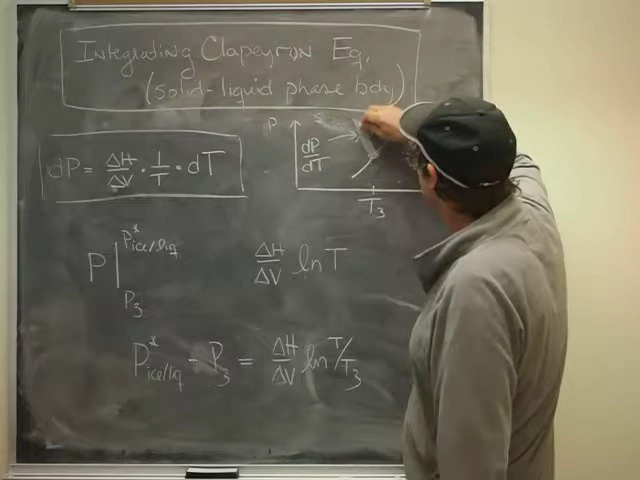 Integrating Clapeyron Eq.
(solid-liquid phase body)
dP = ΔH/ΔV · 1/T · dT
P
dP/dT
T₃
P |
P*ice/liq
P₃
ΔH/ΔV ln T
P*ice/liq - P₃ = ΔH/ΔV ln T/T₃